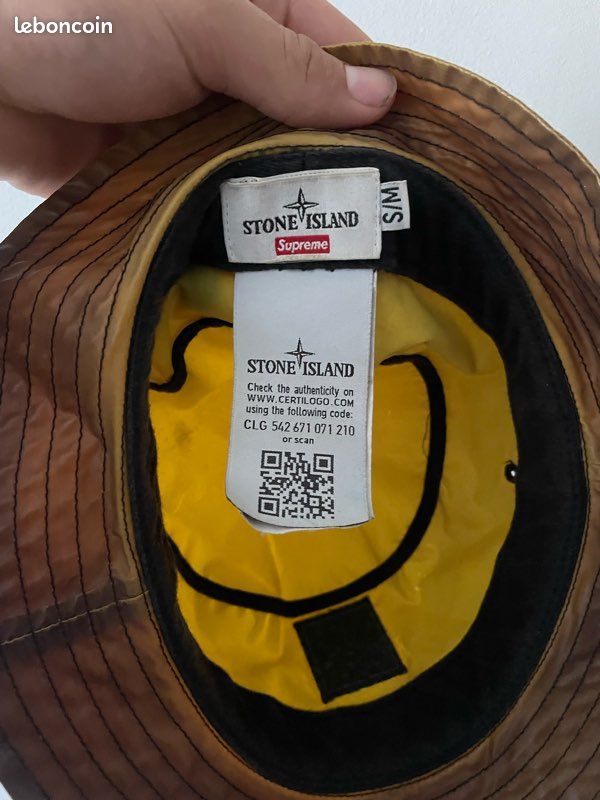 leboncoin
STONE ISLAND
Supreme
S/M
STONE ISLAND
Check the authenticity on
WWW.CERTILOGO.COM
using the following code:
CLG 542 671 071 210
or scan